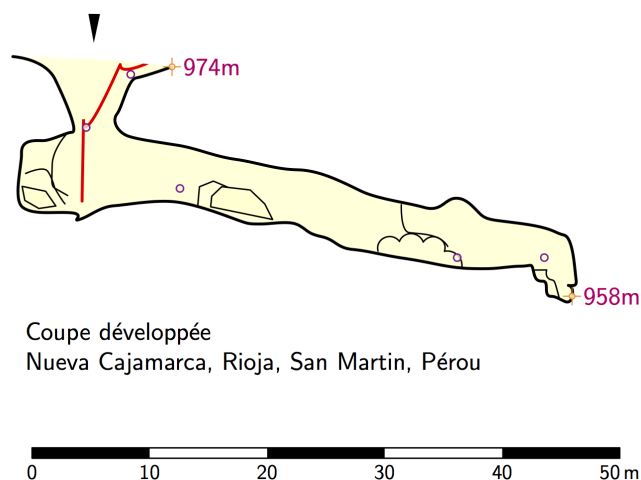 974m
958m
Coupe développée
Nueva Cajamarca, Rioja, San Martin, Pérou
0 10 20 30 40 50 m